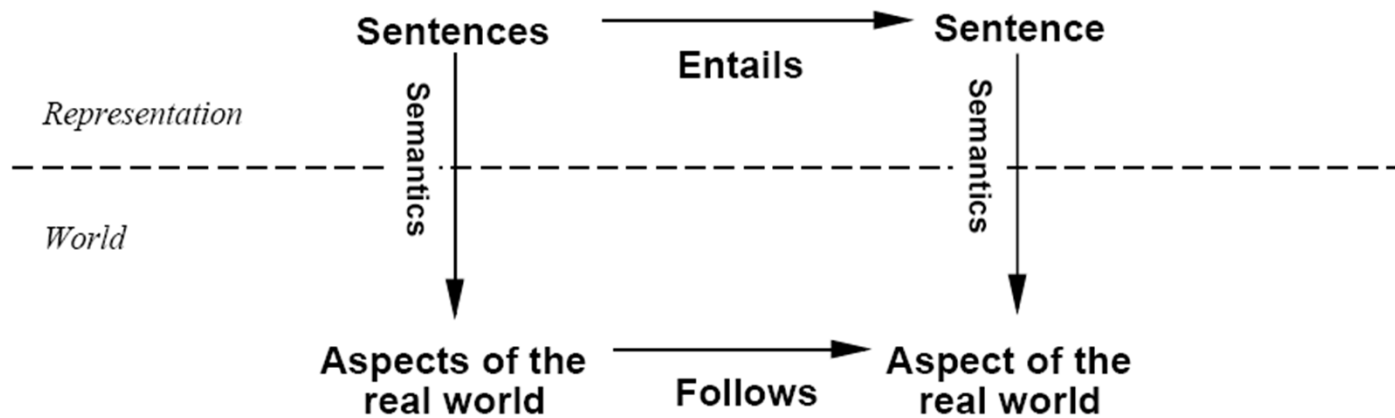 Sentences
Sentence
Entails
Semantics
Semantics
Representation
World
Aspects of the
real world
Follows
Aspect of the
real world